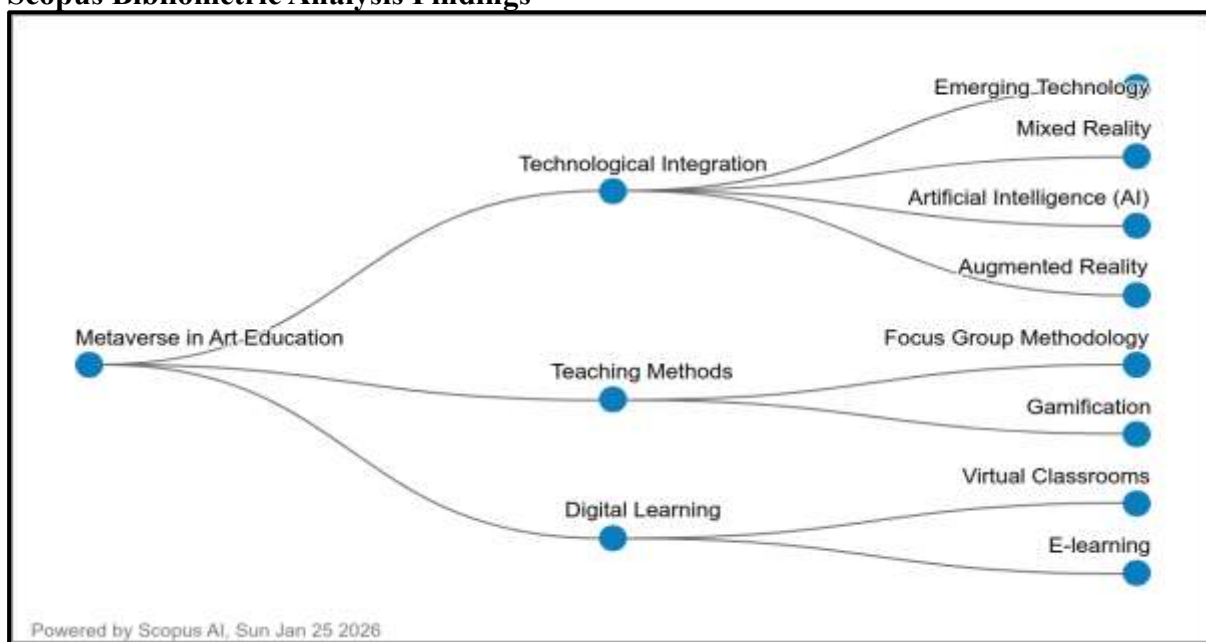 Scopus Bibliometric Analysis Findings
Emerging Technology
Mixed Reality
Technological Integration
Artificial Intelligence (AI)
Augmented Reality
Metaverse in Art Education
Focus Group Methodology
Teaching Methods
Gamification
Virtual Classrooms
Digital Learning
E-learning
Powered by Scopus AI, Sun Jan 25 2026